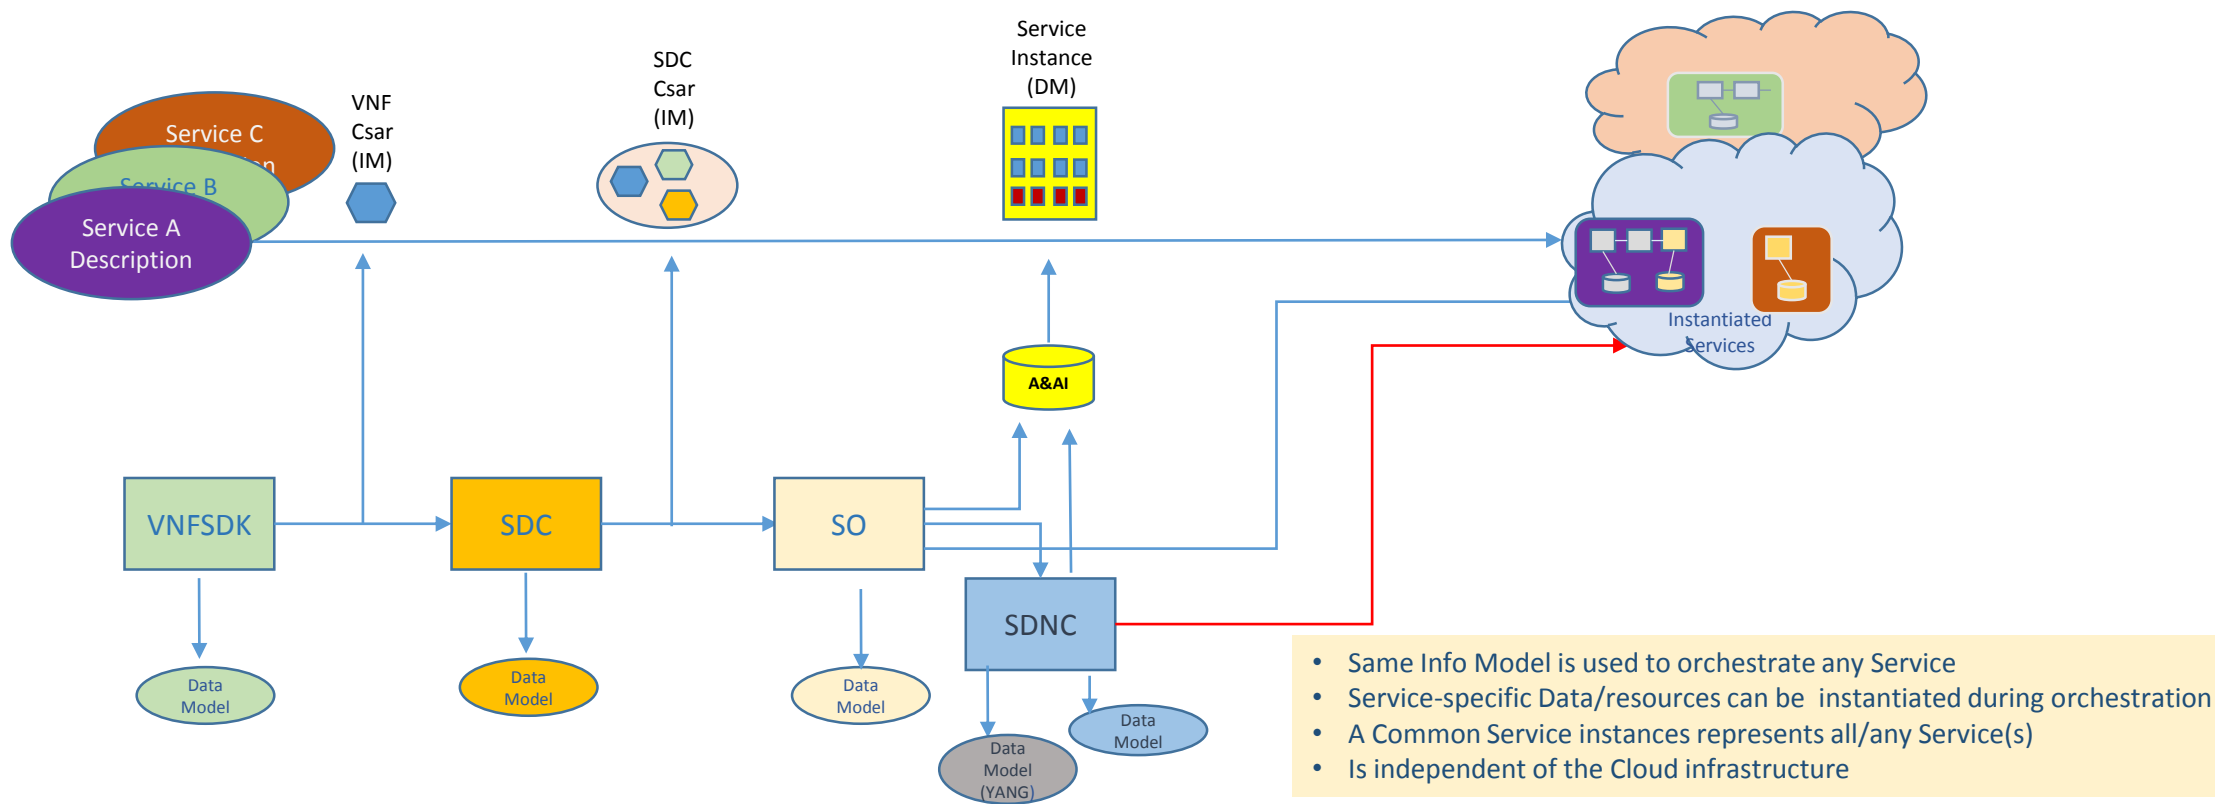 Service
Instance
(DM)
SDC
Csar
(IM)
VNF
Csar
(IM)
Service C
Service B
Service A
Description
Instantiated
Services
A&AI
VNFSDK
SDC
SO
SDNC
Data
Model
Data
Model
Data
Model
Data
Model
(YANG)
Data
Model
• Same Info Model is used to orchestrate any Service
• Service-specific Data/resources can be instantiated during orchestration
• A Common Service instances represents all/any Service(s)
• Is independent of the Cloud infrastructure